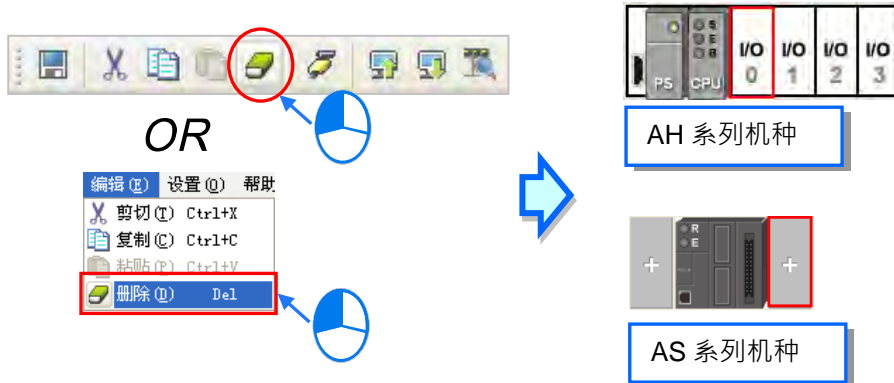 OR
编辑(E) 设置(O) 帮助
剪切(T) Ctrl+X
复制(C) Ctrl+C
粘贴(P) Ctrl+V
删除(D) Del
PS CPU I/O 0 I/O 1 I/O 2 I/O 3
AH 系列机种
R
E
+ +
AS 系列机种